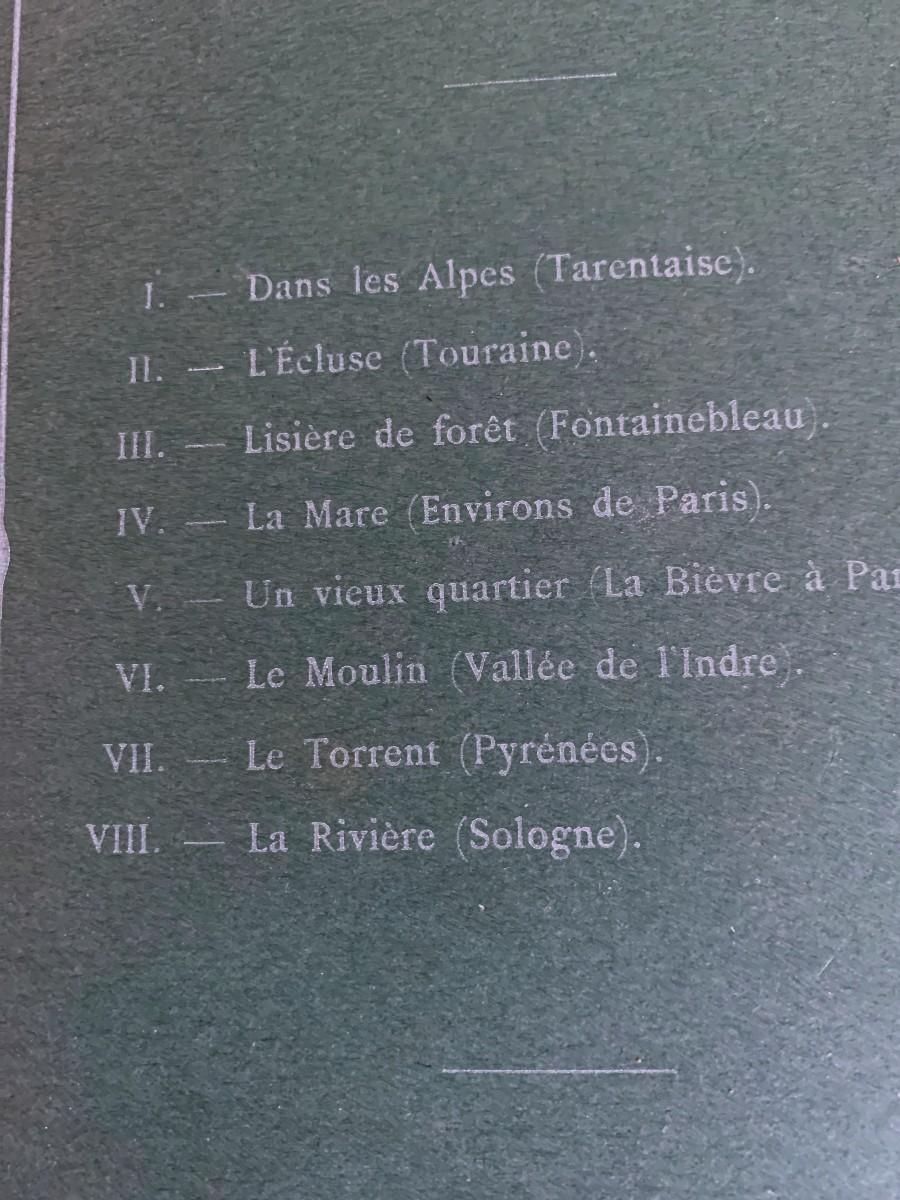 I. — Dans les Alpes (Tarentaise).
II. — L'Écluse (Touraine).
III. — Lisière de forêt (Fontainebleau).
IV. — La Mare (Environs de Paris).
V. — Un vieux quartier (La Bièvre à
VI. — Le Moulin (Vallée de l'Indre).
VII. — Le Torrent (Pyrénées).
VIII. — La Rivière (Sologne).